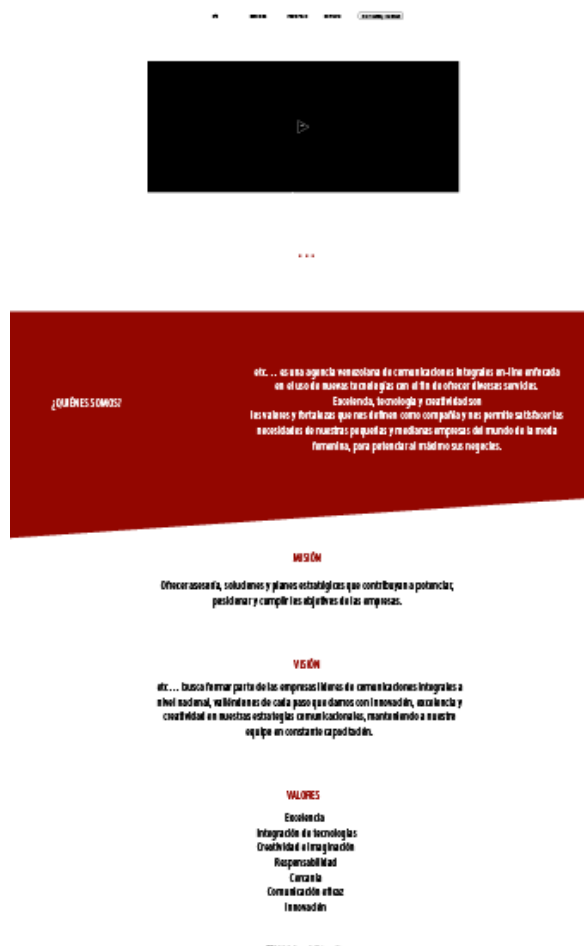 ¿QUIÉNES SOMOS?
etc... es una agencia venezolana de comunicaciones integrales on-line enfocada
en el uso de nuevas tecnologías con el fin de ofrecer diversos servicios.
Excelencia, tecnología y creatividad son
los valores y fortalezas que nos definen como compañía y nos permite satisfacer las
necesidades de nuestras pequeñas y medianas empresas del mundo de la moda
femenina, para potenciar al máximo sus negocios.
MISIÓN
Ofrecer asesoría, soluciones y planes estratégicos que contribuyan a potenciar,
posicionar y cumplir los objetivos de las empresas.
VISIÓN
etc... busca formar parte de las empresas líderes de comunicaciones integrales a
nivel nacional, valiéndonos de cada paso que damos con innovación, excelencia y
creatividad en nuestras estrategias comunicacionales, manteniendo a nuestro
equipo en constante capacitación.
VALORES
Excelencia
Integración de tecnologías
Creatividad e imaginación
Responsabilidad
Cercanía
Comunicación eficaz
Innovación